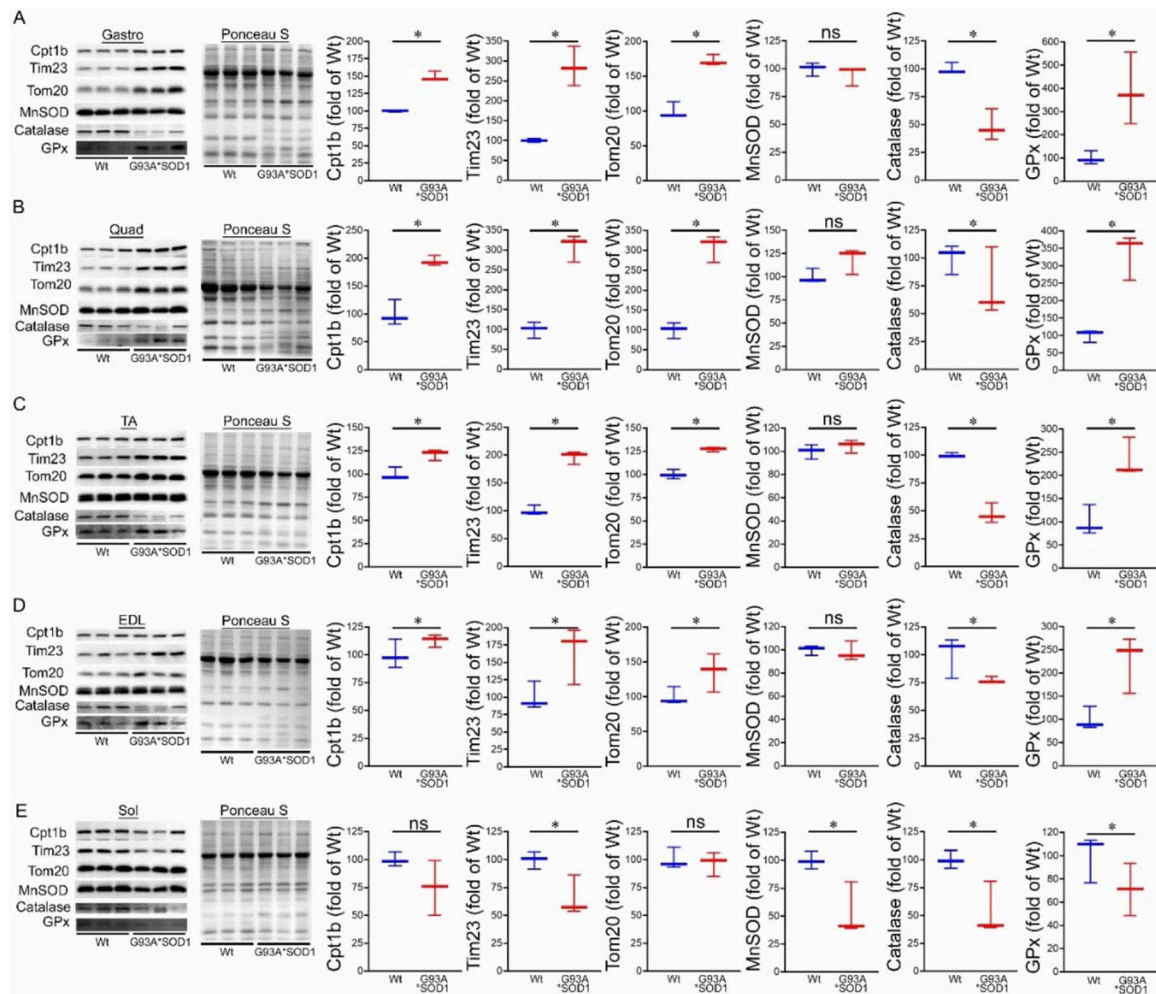 A
Gastro
Ponceau S
Cpt1b
Tim23
Tom20
MnSOD
Catalase
GPx
Wt G93A*SOD1
Wt G93A*SOD1
Cpt1b (fold of Wt)
200
150
100
50
0
*
Wt G93A *SOD1
Tim23 (fold of Wt)
350
300
250
200
150
100
50
0
*
Wt G93A *SOD1
Tom20 (fold of Wt)
200
150
100
50
0
*
Wt G93A *SOD1
MnSOD (fold of Wt)
125
100
75
50
25
0
ns
Wt G93A *SOD1
Catalase (fold of Wt)
125
100
75
50
25
0
*
Wt G93A *SOD1
GPx (fold of Wt)
600
500
400
300
200
100
0
*
Wt G93A *SOD1
B
Quad
Ponceau S
Cpt1b
Tim23
Tom20
MnSOD
Catalase
GPx
Wt G93A*SOD1
Wt G93A*SOD1
Cpt1b (fold of Wt)
250
200
150
100
50
0
*
Wt G93A *SOD1
Tim23 (fold of Wt)
350
300
250
200
150
100
50
0
*
Wt G93A *SOD1
Tom20 (fold of Wt)
350
300
250
200
150
100
50
0
*
Wt G93A *SOD1
MnSOD (fold of Wt)
150
125
100
75
50
25
0
ns
Wt G93A *SOD1
Catalase (fold of Wt)
125
100
75
50
25
0
*
Wt G93A *SOD1
GPx (fold of Wt)
400
350
300
250
200
150
100
50
0
*
Wt G93A *SOD1
C
TA
Ponceau S
Cpt1b
Tim23
Tom20
MnSOD
Catalase
GPx
Wt G93A*SOD1
Wt G93A*SOD1
Cpt1b (fold of Wt)
150
125
100
75
50
25
0
*
Wt G93A *SOD1
Tim23 (fold of Wt)
250
200
150
100
50
0
*
Wt G93A *SOD1
Tom20 (fold of Wt)
150
125
100
75
50
25
0
*
Wt G93A *SOD1
MnSOD (fold of Wt)
125
100
75
50
25
0
ns
Wt G93A *SOD1
Catalase (fold of Wt)
125
100
75
50
25
0
*
Wt G93A *SOD1
GPx (fold of Wt)
300
250
200
150
100
50
0
*
Wt G93A *SOD1
D
EDL
Ponceau S
Cpt1b
Tim23
Tom20
MnSOD
Catalase
GPx
Wt G93A*SOD1
Wt G93A*SOD1
Cpt1b (fold of Wt)
125
100
75
50
25
0
*
Wt G93A *SOD1
Tim23 (fold of Wt)
200
150
100
50
0
*
Wt G93A *SOD1
Tom20 (fold of Wt)
200
150
100
50
0
*
Wt G93A *SOD1
MnSOD (fold of Wt)
125
100
75
50
25
0
ns
Wt G93A *SOD1
Catalase (fold of Wt)
125
100
75
50
25
0
*
Wt G93A *SOD1
GPx (fold of Wt)
300
250
200
150
100
50
0
*
Wt G93A *SOD1
E
Sol
Ponceau S
Cpt1b
Tim23
Tom20
MnSOD
Catalase
GPx
Wt G93A*SOD1
Wt G93A*SOD1
Cpt1b (fold of Wt)
125
100
75
50
25
0
ns
Wt G93A *SOD1
Tim23 (fold of Wt)
125
100
75
50
25
0
*
Wt G93A *SOD1
Tom20 (fold of Wt)
125
100
75
50
25
0
ns
Wt G93A *SOD1
MnSOD (fold of Wt)
125
100
75
50
25
0
*
Wt G93A *SOD1
Catalase (fold of Wt)
125
100
75
50
25
0
*
Wt G93A *SOD1
GPx (fold of Wt)
120
100
80
60
40
20
0
*
Wt G93A *SOD1